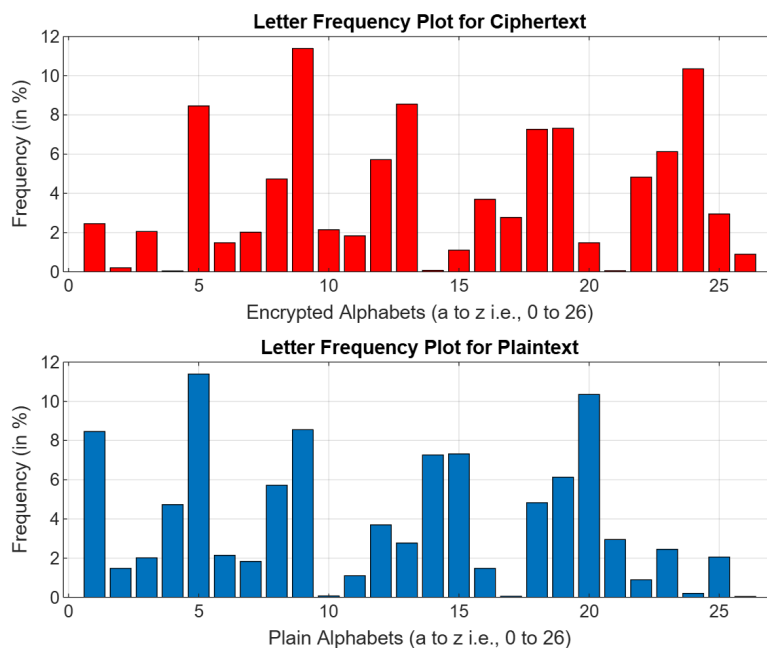 Letter Frequency Plot for Ciphertext
12
10
8
6
4
2
0
Frequency (in %)
0 5 10 15 20 25
Encrypted Alphabets (a to z i.e., 0 to 26)
Letter Frequency Plot for Plaintext
12
10
8
6
4
2
0
Frequency (in %)
0 5 10 15 20 25
Plain Alphabets (a to z i.e., 0 to 26)